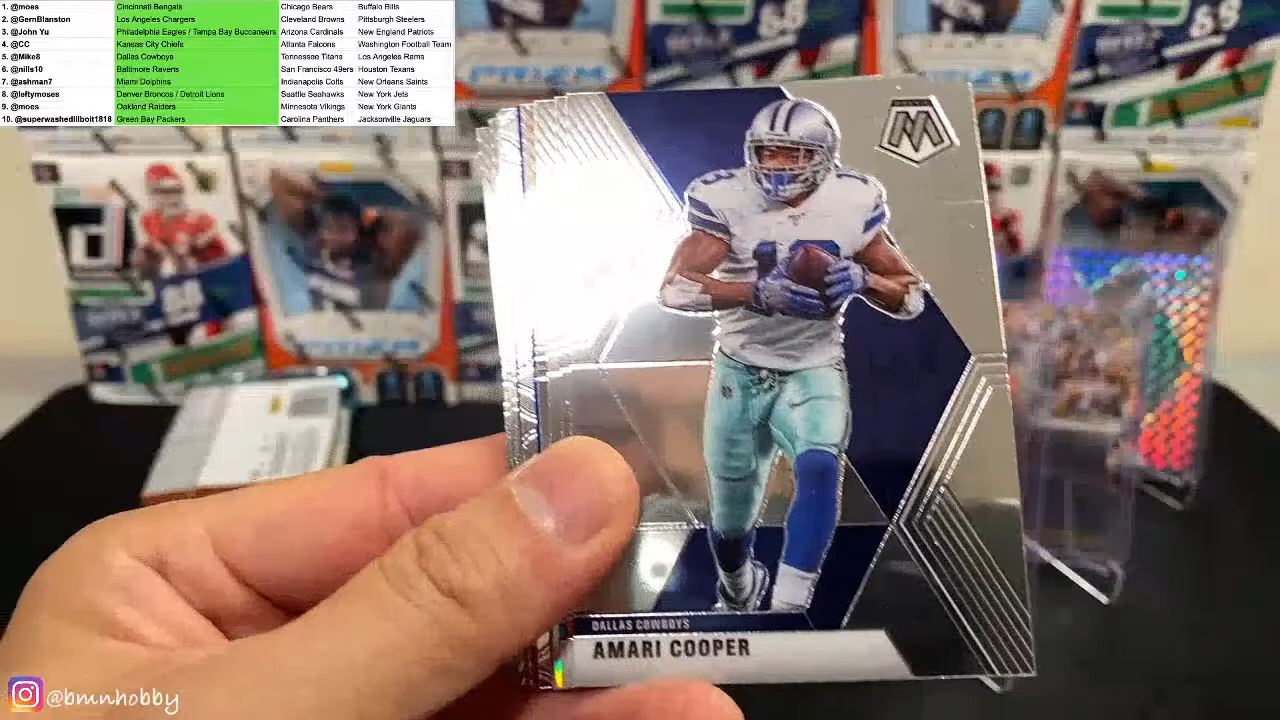 1. @moes Cincinnati Bengals Chicago Bears Buffalo Bills
2. @GernBlanston Los Angeles Chargers Cleveland Browns Pittsburgh Steelers
3. @John Yu Philadelphia Eagles / Tampa Bay Buccaneers Arizona Cardinals New England Patriots
4. @CC Kansas City Chiefs Atlanta Falcons Washington Football Team
5. @Mike8 Dallas Cowboys Tennessee Titans Los Angeles Rams
6. @nills10 Baltimore Ravens San Francisco 49ers Houston Texans
7. @ashman7 Miami Dolphins Indianapolis Colts New Orleans Saints
8. @leftymoses Denver Broncos / Detroit Lions Seattle Seahawks New York Jets
9. @moes Oakland Raiders Minnesota Vikings New York Giants
10. @superwashedlilboit1818 Green Bay Packers Carolina Panthers Jacksonville Jaguars
M
19
DALLAS COWBOYS
AMARI COOPER
@bmnhobby